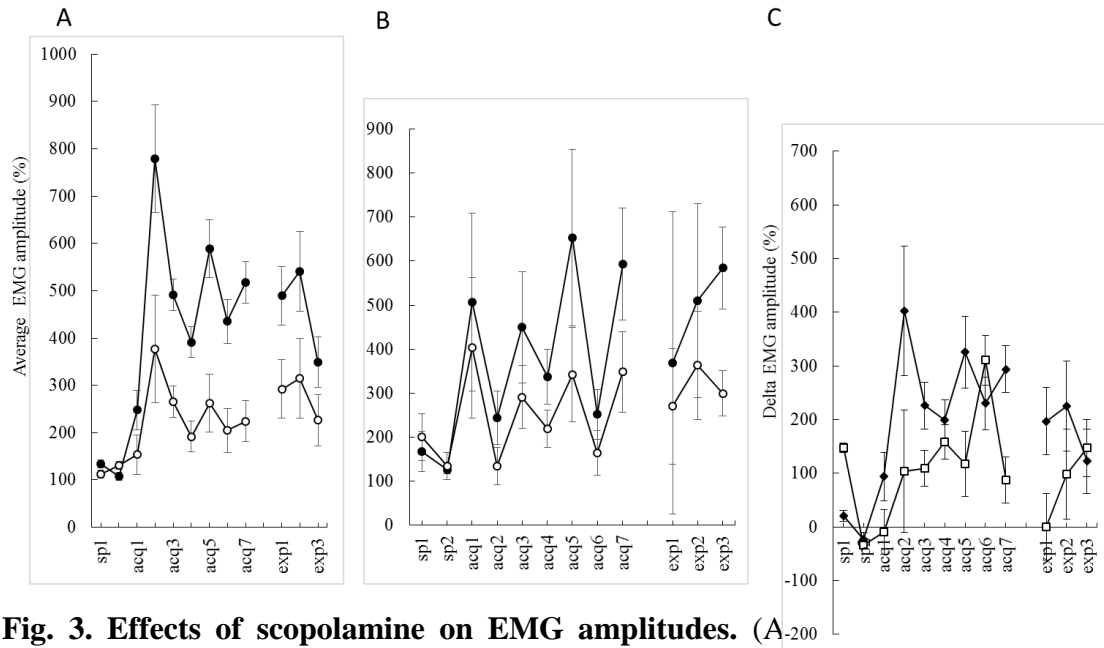 A
B
C
1000
900
800
700
600
500
400
300
200
100
0
Average EMG amplitude (%)
sp1
acq1
acq3
acq5
acq7
exp1
exp3
900
800
700
600
500
400
300
200
100
0
sp1
sp2
acq1
acq2
acq3
acq4
acq5
acq6
acq7
exp1
exp2
exp3
700
600
500
400
300
200
100
0
-100
-200
Delta EMG amplitude (%)
sp1
acq1
acq2
acq3
acq4
acq5
acq6
acq7
exp1
exp2
exp3
Fig. 3. Effects of scopolamine on EMG amplitudes. (A